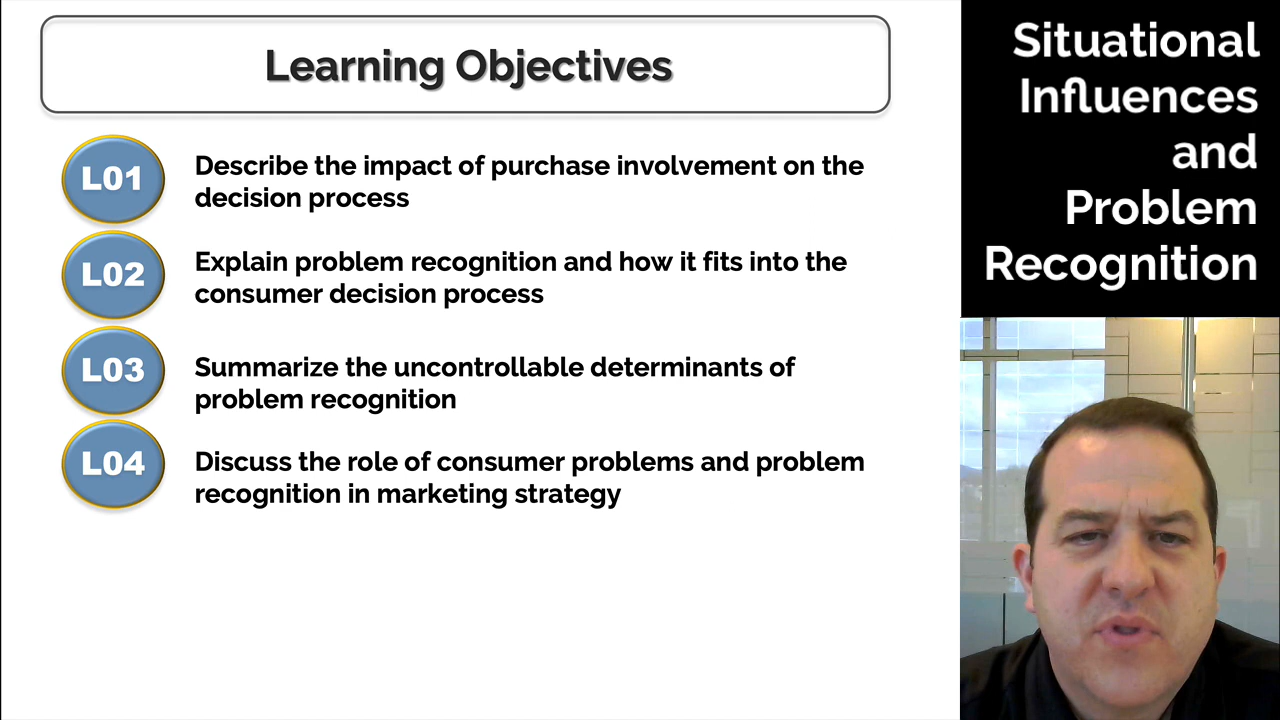 Learning Objectives
L01
Describe the impact of purchase involvement on the
decision process
L02
Explain problem recognition and how it fits into the
consumer decision process
L03
Summarize the uncontrollable determinants of
problem recognition
L04
Discuss the role of consumer problems and problem
recognition in marketing strategy
Situational
Influences
and
Problem
Recognition